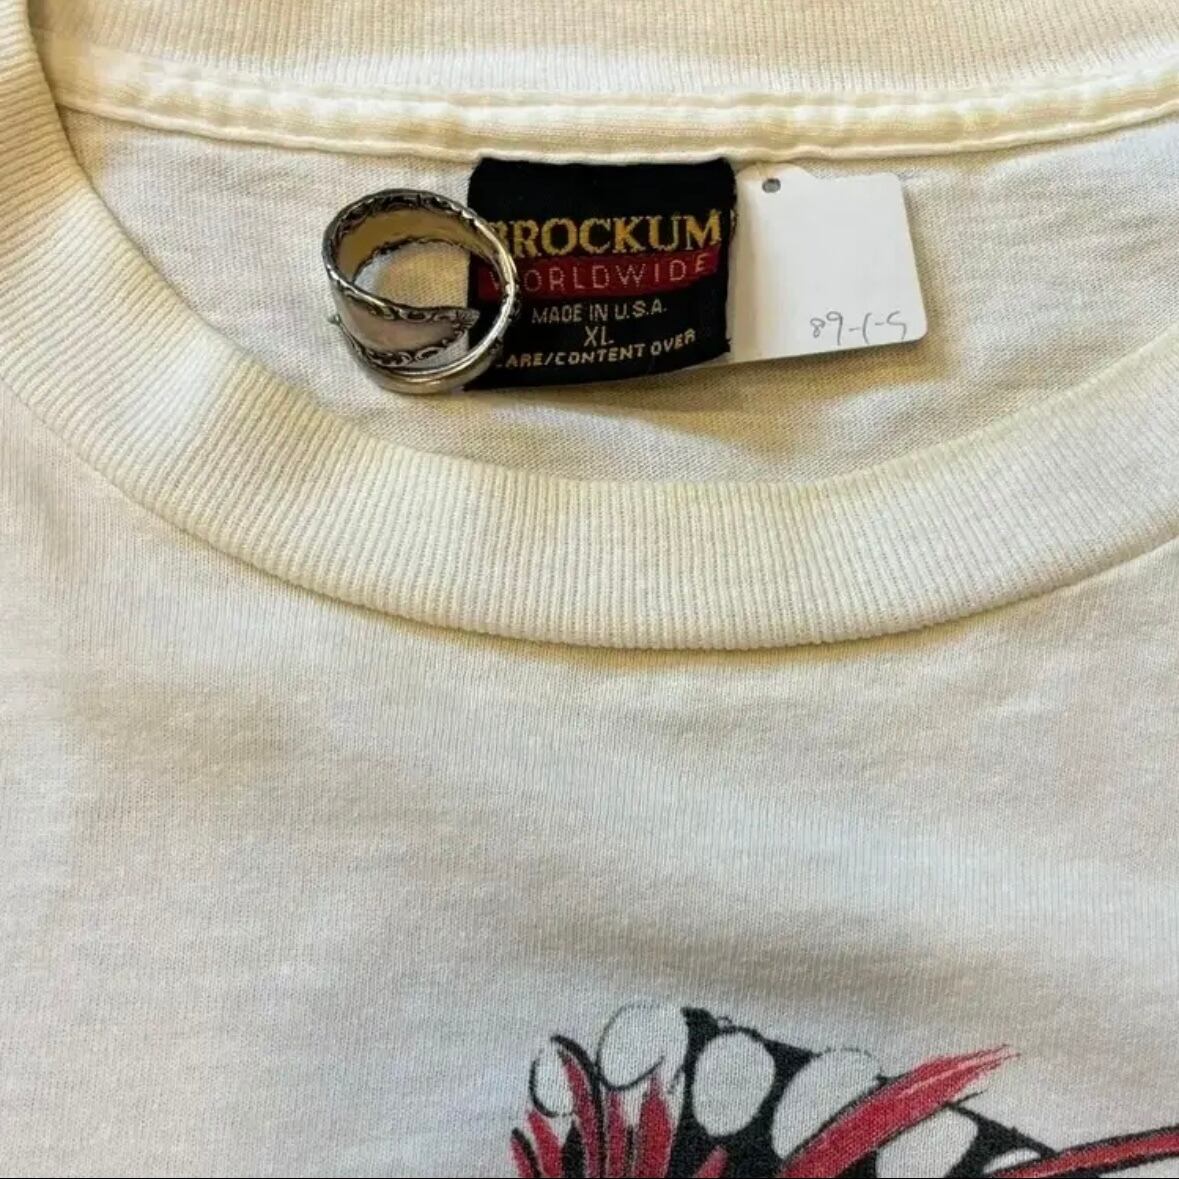 BROCKUM
WORLDWIDE
MADE IN U.S.A.
XL
CARE/CONTENT OVER
89-1-5